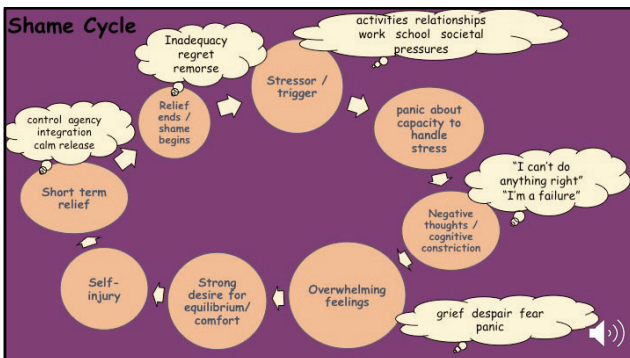 Shame Cycle
activities relationships
work school societal
pressures
Inadequacy
regret
remorse
Stressor /
trigger
Relief
ends /
shame
begins
panic about
capacity to
handle
stress
control agency
integration
calm release
"I can't do
anything right"
"I'm a failure"
Short term
relief
Negative
thoughts /
cognitive
constriction
Self-
injury
Strong
desire for
equilibrium/
comfort
Overwhelming
feelings
grief despair fear
panic